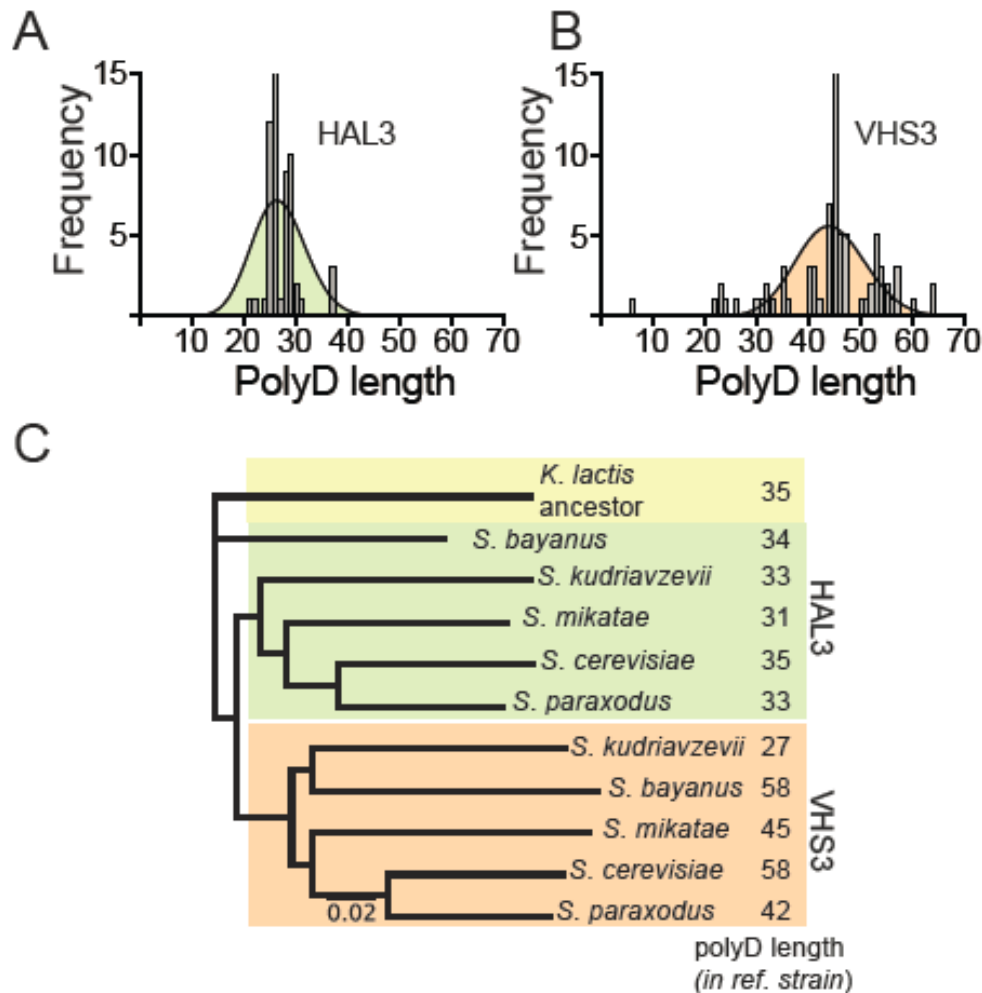 A
B
Frequency
15
10
5
HAL3
10 20 30 40 50 60 70
PolyD length
Frequency
15
10
5
VHS3
10 20 30 40 50 60 70
PolyD length
C
K. lactis
ancestor 35
S. bayanus 34
S. kudriavzevii 33
S. mikatae 31
S. cerevisiae 35
S. paraxodus 33
HAL3
S. kudriavzevii 27
S. bayanus 58
S. mikatae 45
S. cerevisiae 58
S. paraxodus 42
VHS3
0.02
polyD length
(in ref. strain)